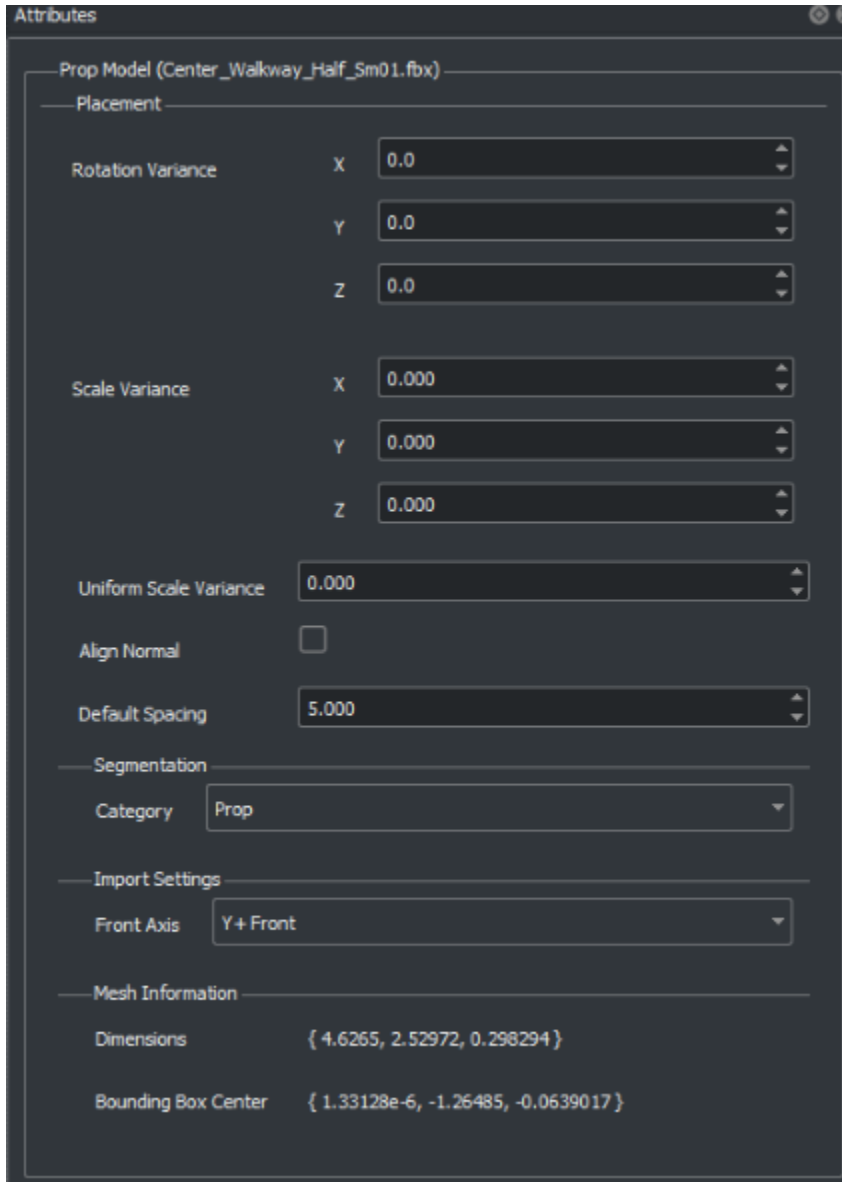 Attributes
Prop Model (Center_Walkway_Half_Sm01.fbx)
Placement
Rotation Variance X 0.0
Y 0.0
Z 0.0
Scale Variance X 0.000
Y 0.000
Z 0.000
Uniform Scale Variance 0.000
Align Normal
Default Spacing 5.000
Segmentation
Category Prop
Import Settings
Front Axis Y+ Front
Mesh Information
Dimensions { 4.6265, 2.52972, 0.298294 }
Bounding Box Center { 1.33128e-6, -1.26485, -0.0639017 }